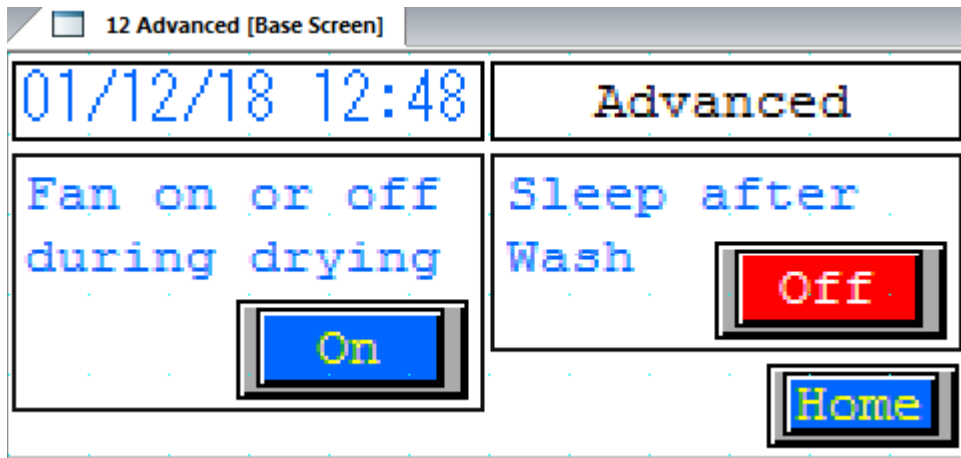 12 Advanced [Base Screen]
01/12/18 12:48
Advanced
Fan on or off
during drying
On
Sleep after
Wash
Off
Home